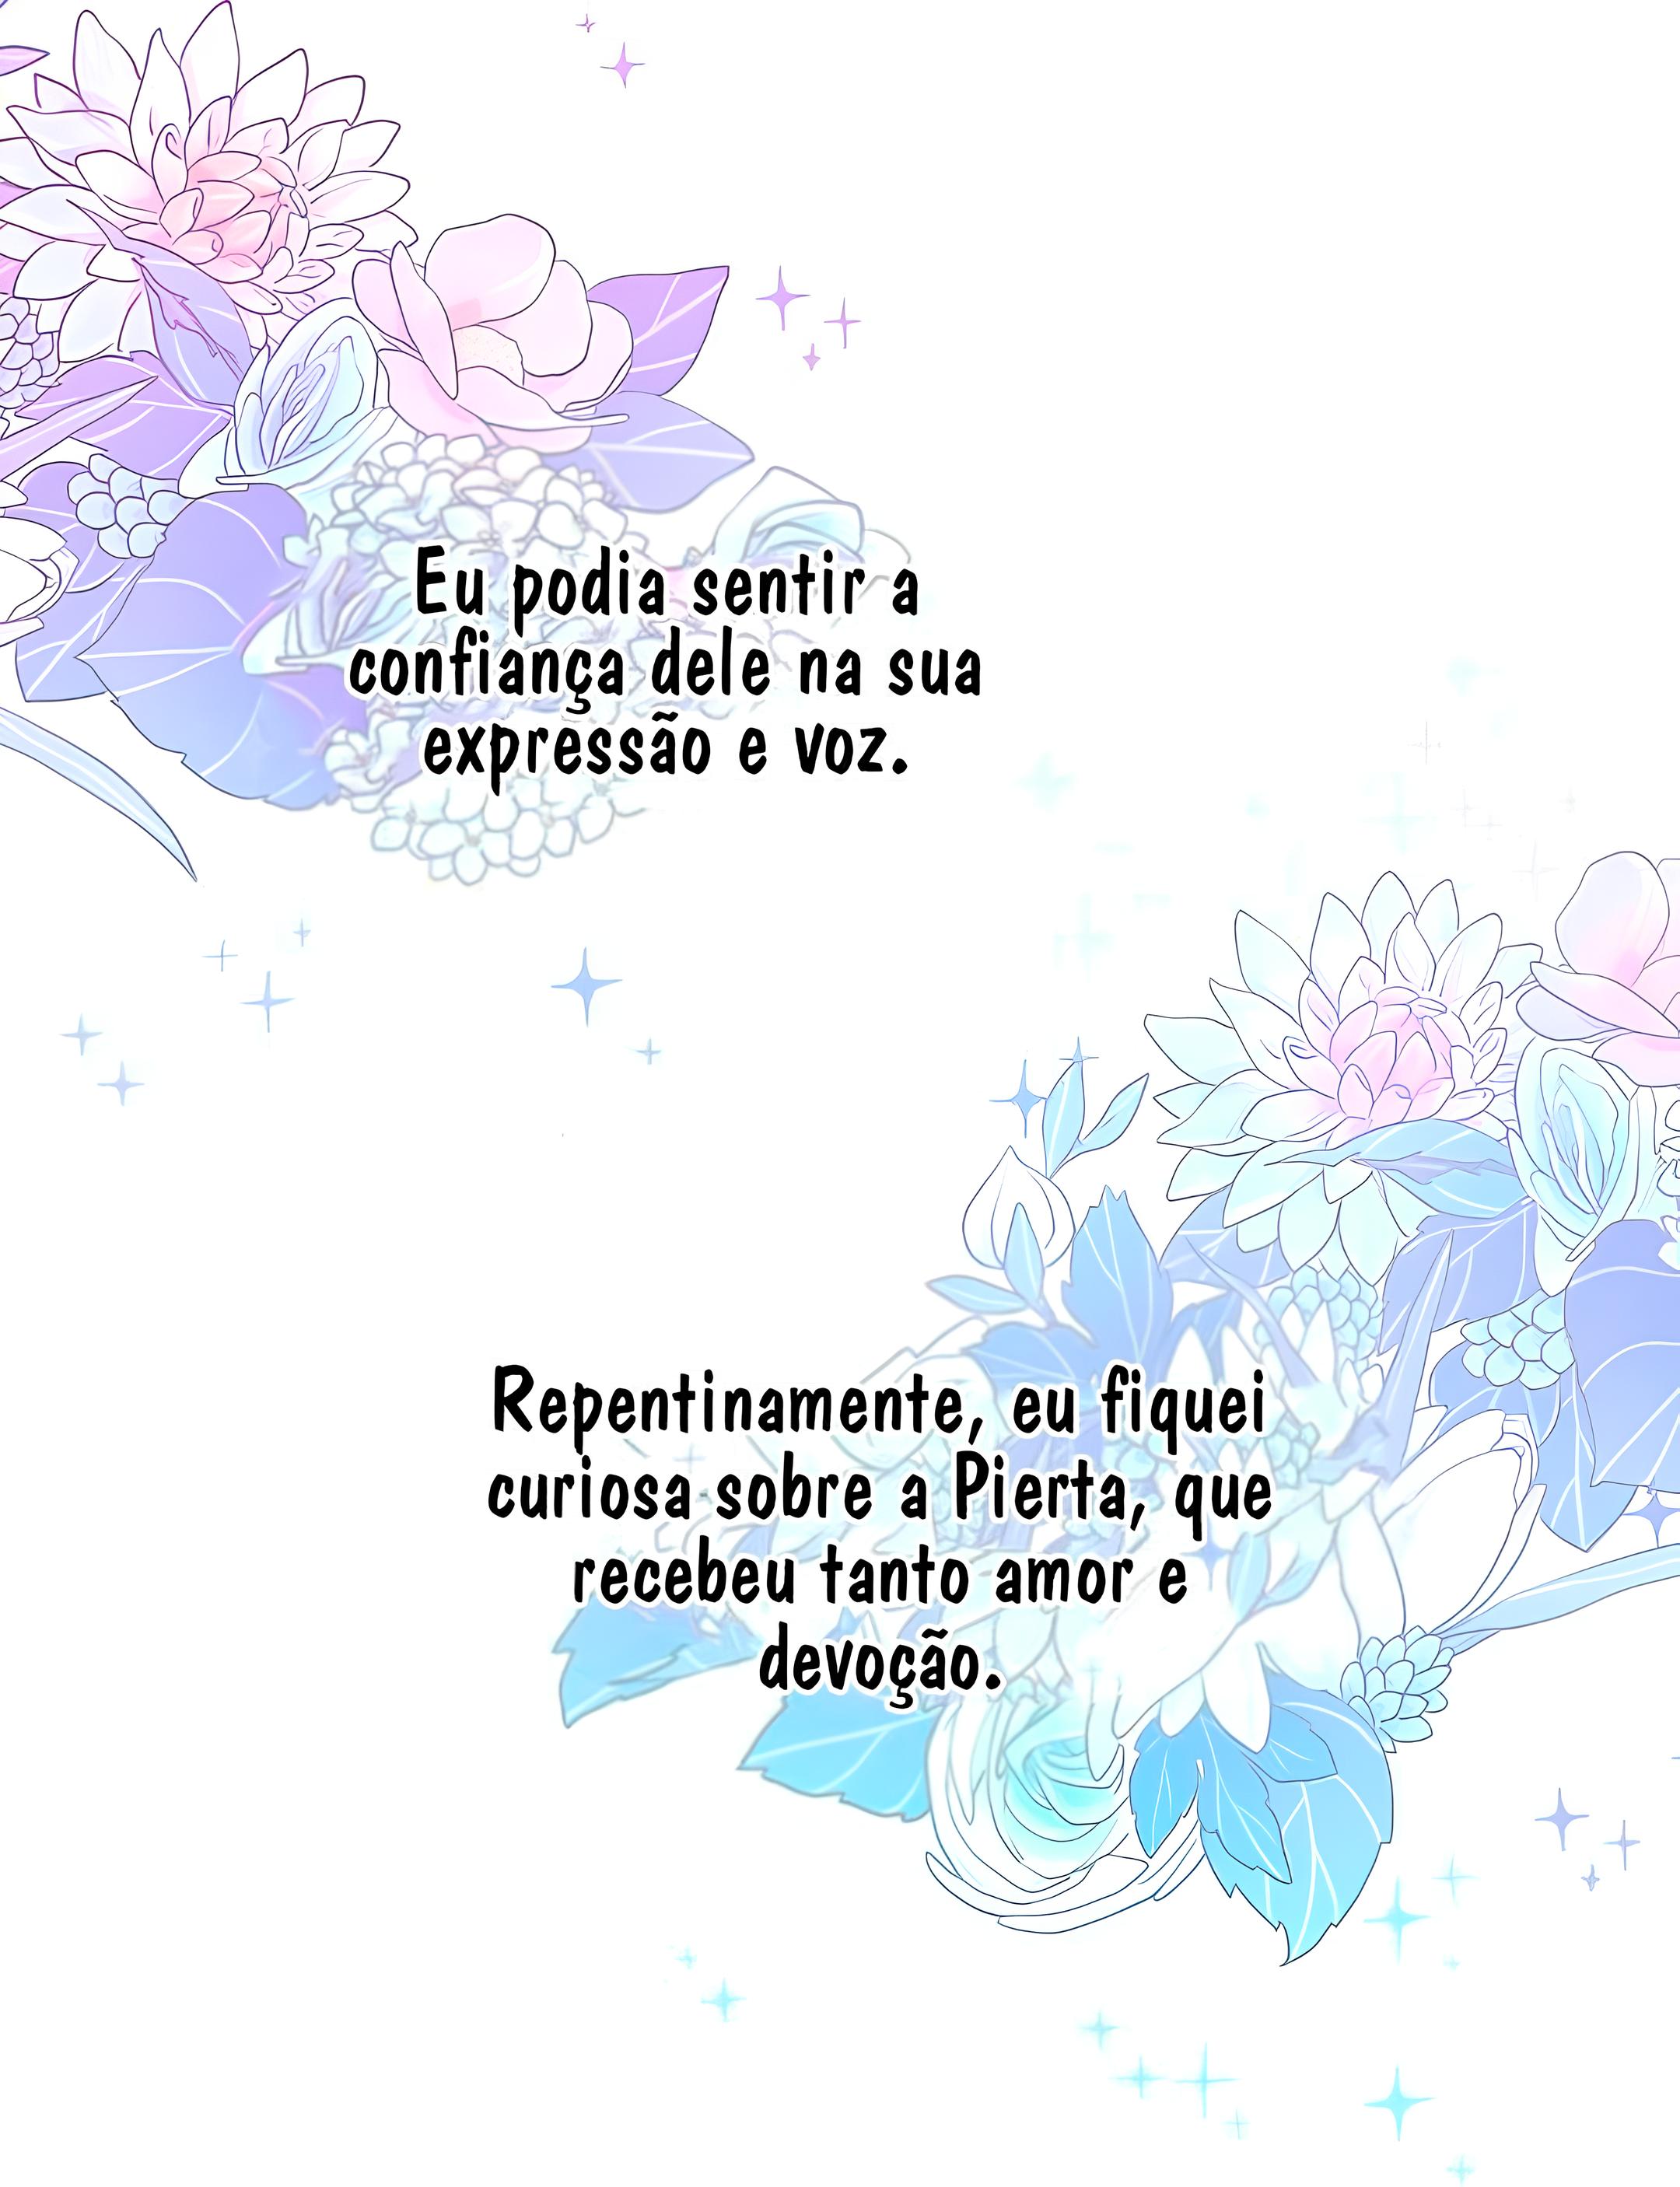 Eu podia sentir a
confiança dele na sua
expressão e voz.
Repentinamente, eu fiquei
curiosa sobre a Pierta, que
recebeu tanto amor e
devoção.